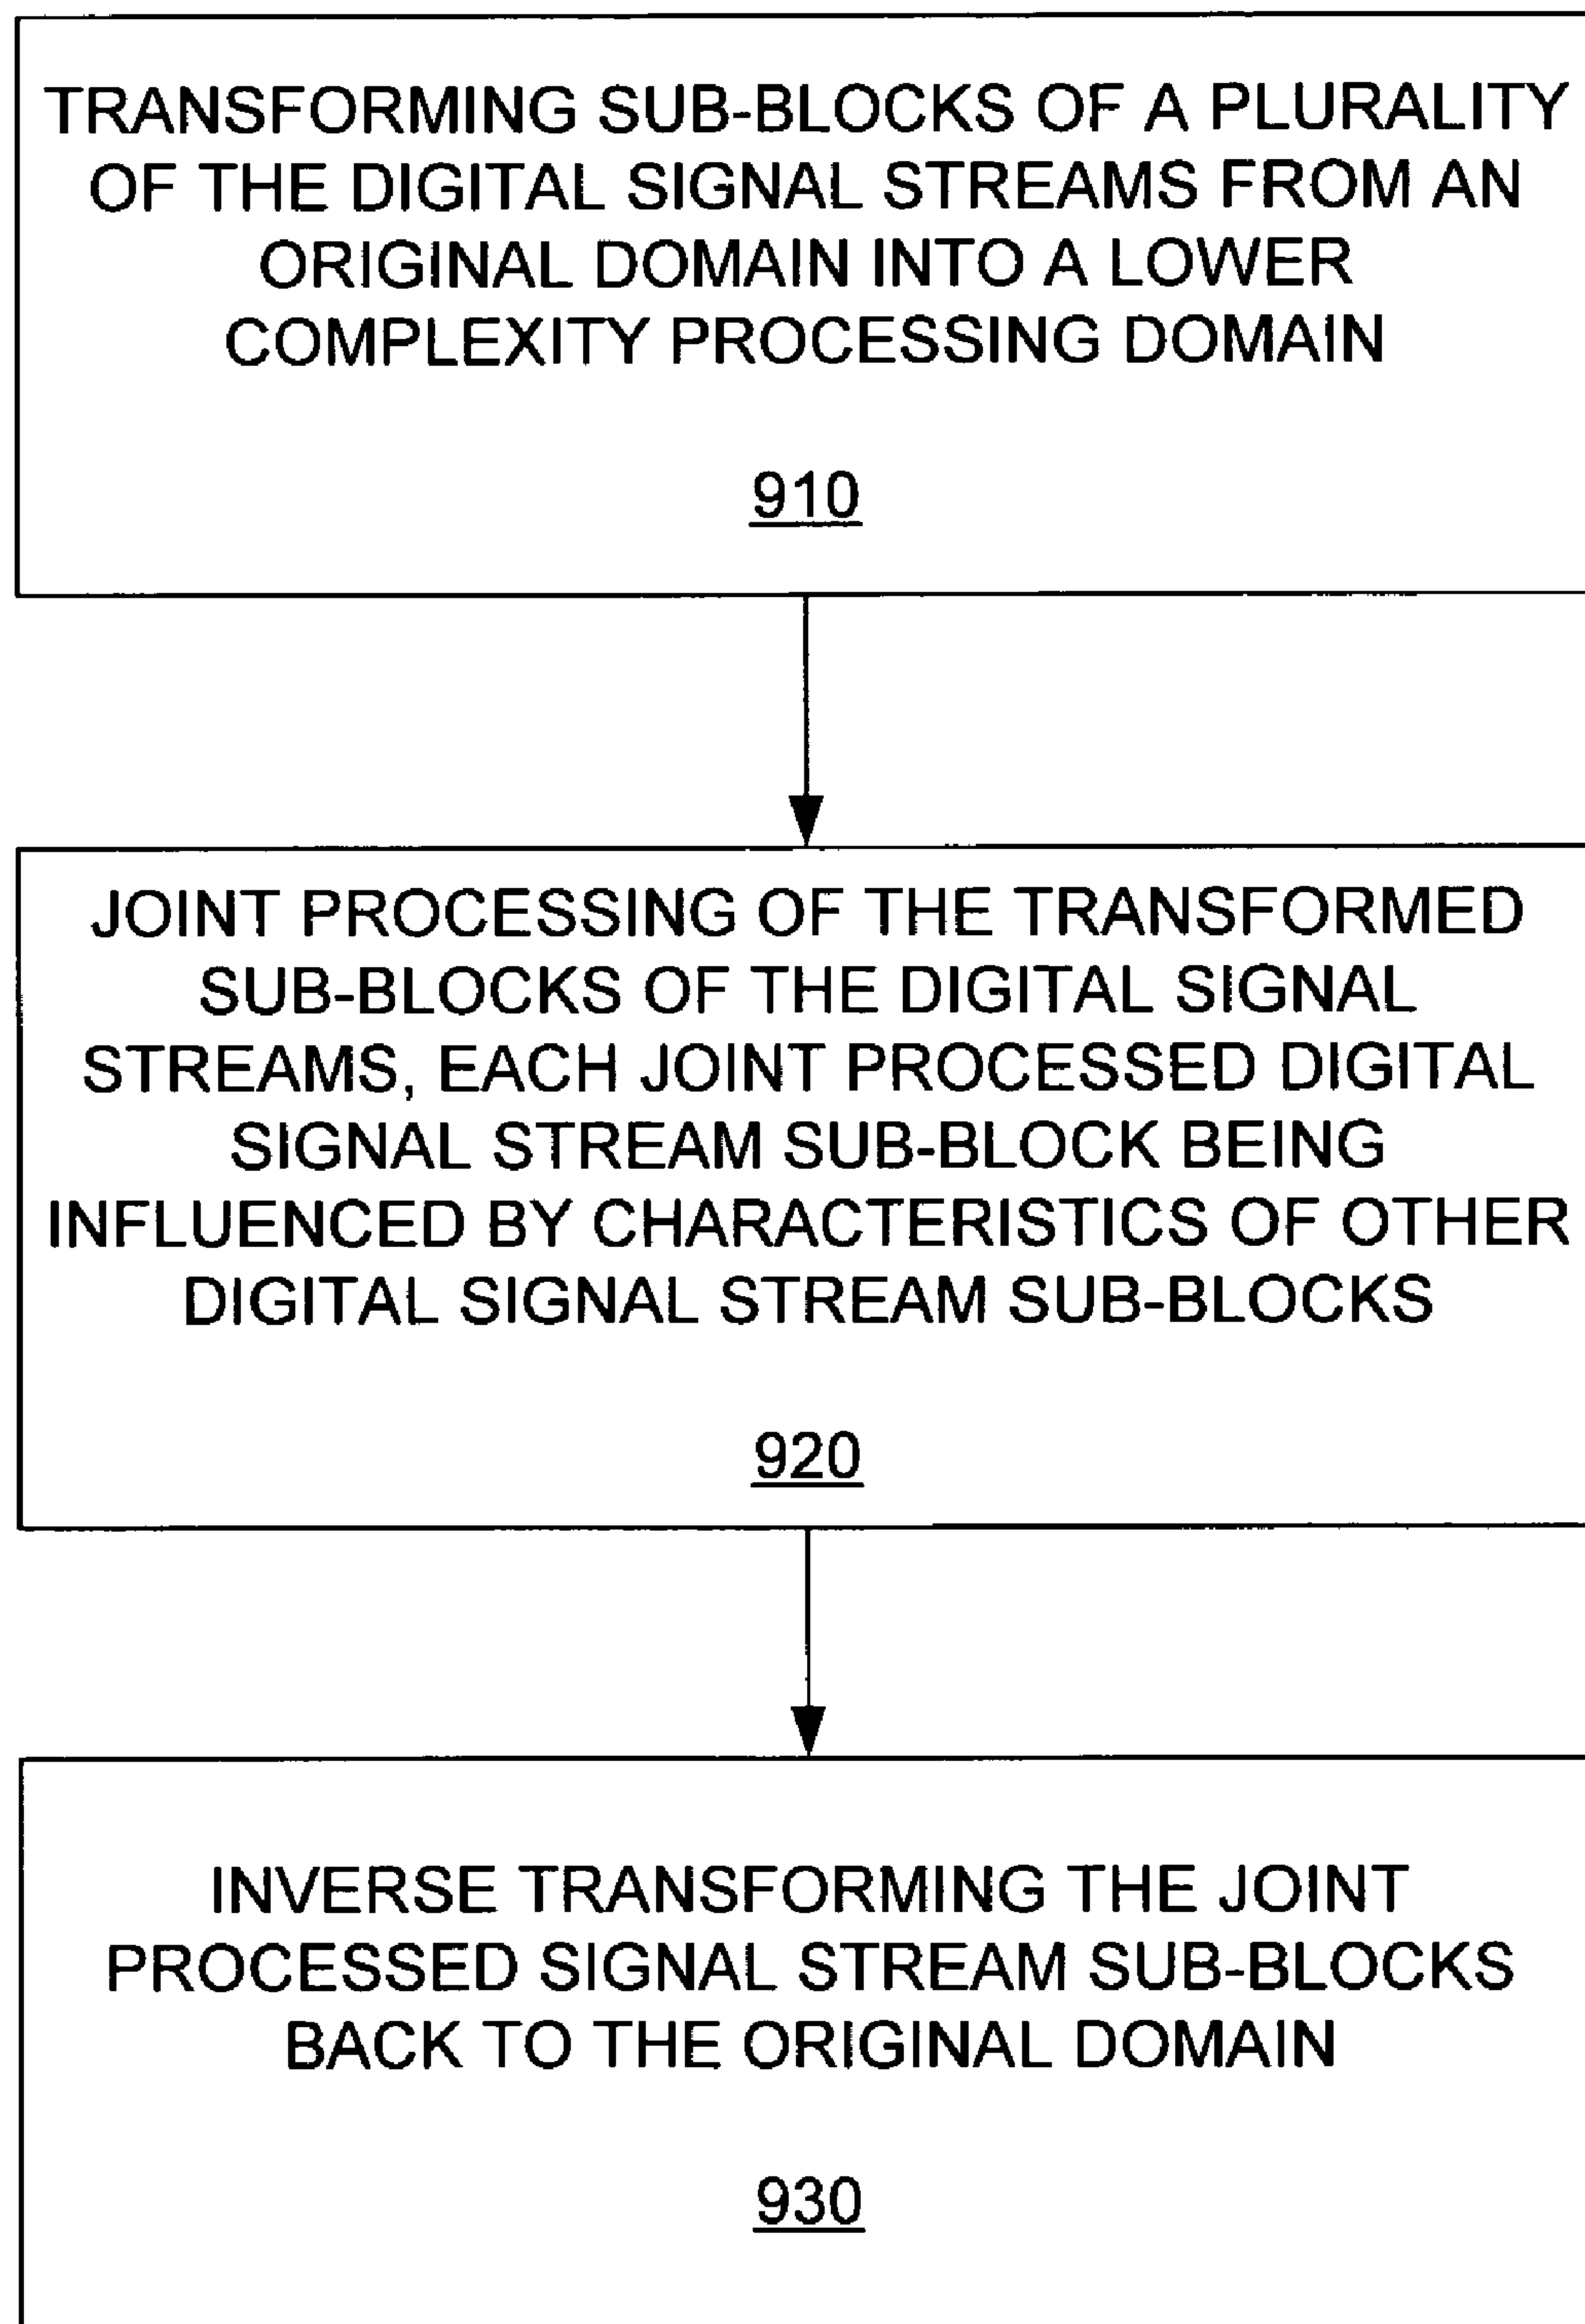 TRANSFORMING SUB-BLOCKS OF A PLURALITY
OF THE DIGITAL SIGNAL STREAMS FROM AN
ORIGINAL DOMAIN INTO A LOWER
COMPLEXITY PROCESSING DOMAIN
910
JOINT PROCESSING OF THE TRANSFORMED
SUB-BLOCKS OF THE DIGITAL SIGNAL
STREAMS, EACH JOINT PROCESSED DIGITAL
SIGNAL STREAM SUB-BLOCK BEING
INFLUENCED BY CHARACTERISTICS OF OTHER
DIGITAL SIGNAL STREAM SUB-BLOCKS
920
INVERSE TRANSFORMING THE JOINT
PROCESSED SIGNAL STREAM SUB-BLOCKS
BACK TO THE ORIGINAL DOMAIN
930